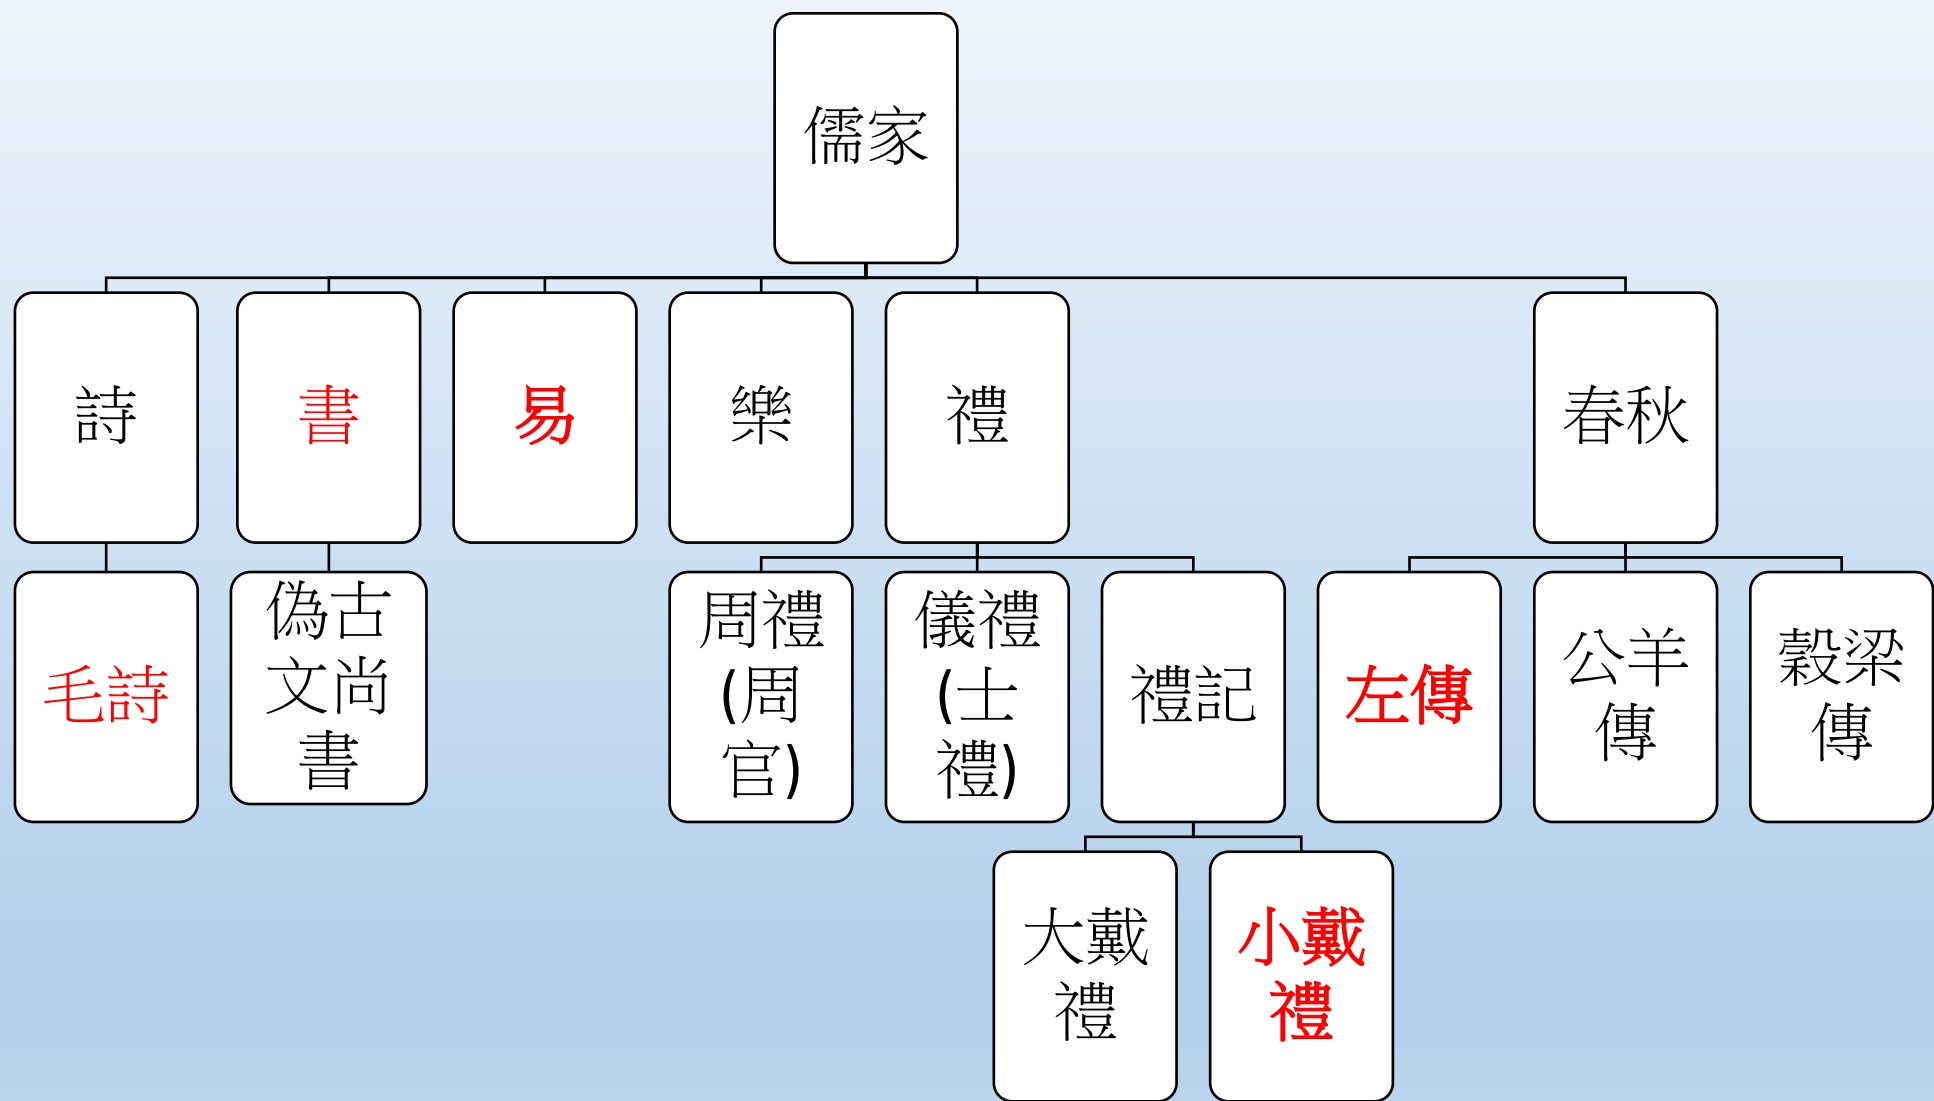 儒家
詩
書
易
樂
禮
春秋
毛詩
偽古
文尚
書
周禮
(周
官)
儀禮
(士
禮)
禮記
左傳
公羊
傳
穀梁
傳
大戴
禮
小戴
禮